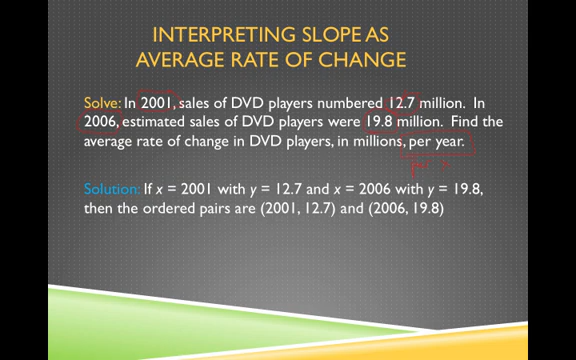 INTERPRETING SLOPE AS
AVERAGE RATE OF CHANGE
Solve: In 2001, sales of DVD players numbered 12.7 million. In
2006, estimated sales of DVD players were 19.8 million. Find the
average rate of change in DVD players, in millions, per year.
Solution: If x = 2001 with y = 12.7 and x = 2006 with y = 19.8,
then the ordered pairs are (2001, 12.7) and (2006, 19.8)